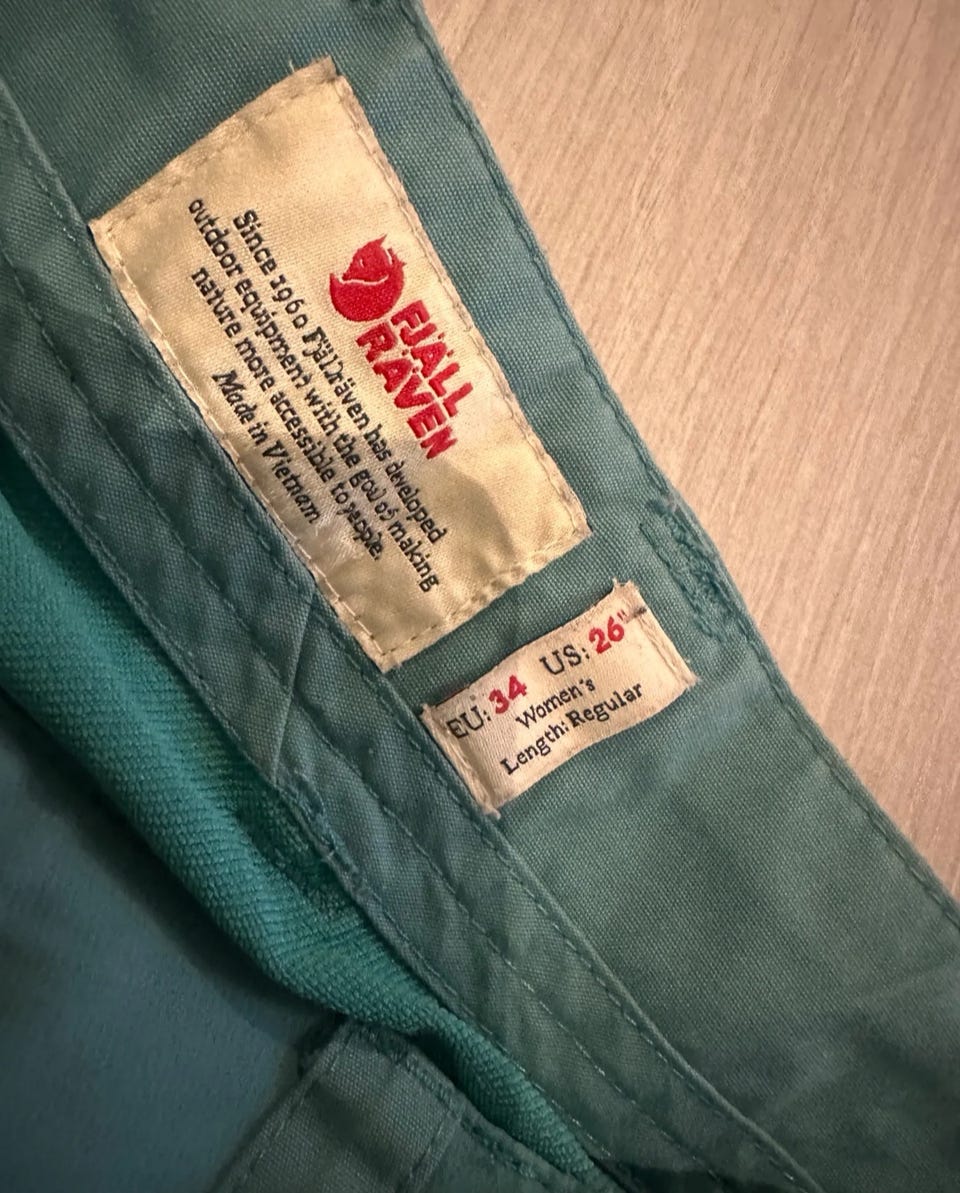 FJÄLL
RÄVEN
Since 1960 Fjällräven has developed
outdoor equipment with the goal of making
nature more accessible to people.
Made in Vietnam
EU: 34 US: 26"
Women's
Length: Regular